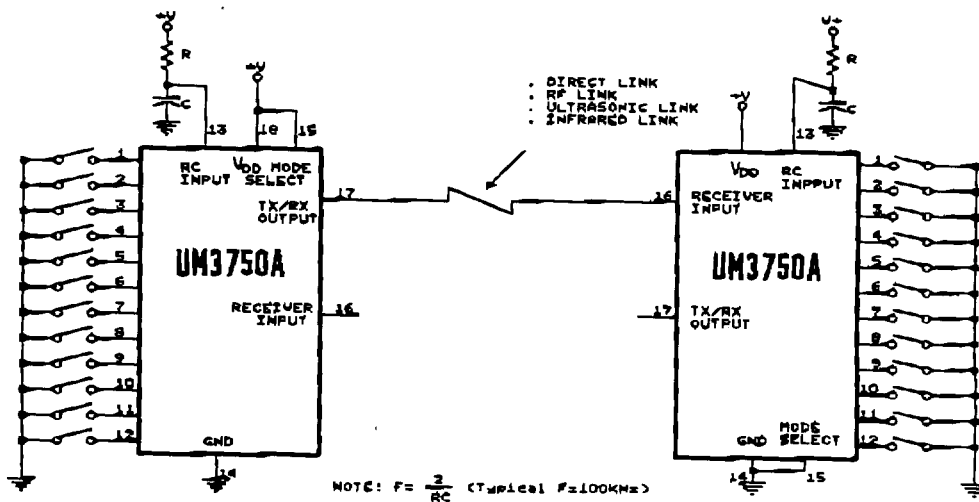 +V
R
C
13
+V
18
15
1
2
3
4
5
6
7
8
9
10
11
12
RC INPUT
VDD MODE SELECT
17
TX/RX OUTPUT
UM3750A
RECEIVER INPUT
16
GND
14
. DIRECT LINK
. RF LINK
. ULTRASONIC LINK
. INFRARED LINK
+V
R
C
13
VDD
RC INPPUT
16
RECEIVER INPUT
UM3750A
17
TX/RX OUTPUT
MODE SELECT
GND
14
15
1
2
3
4
5
6
7
8
9
10
11
12
NOTE: F= 2/RC (Typical F=100KHz)